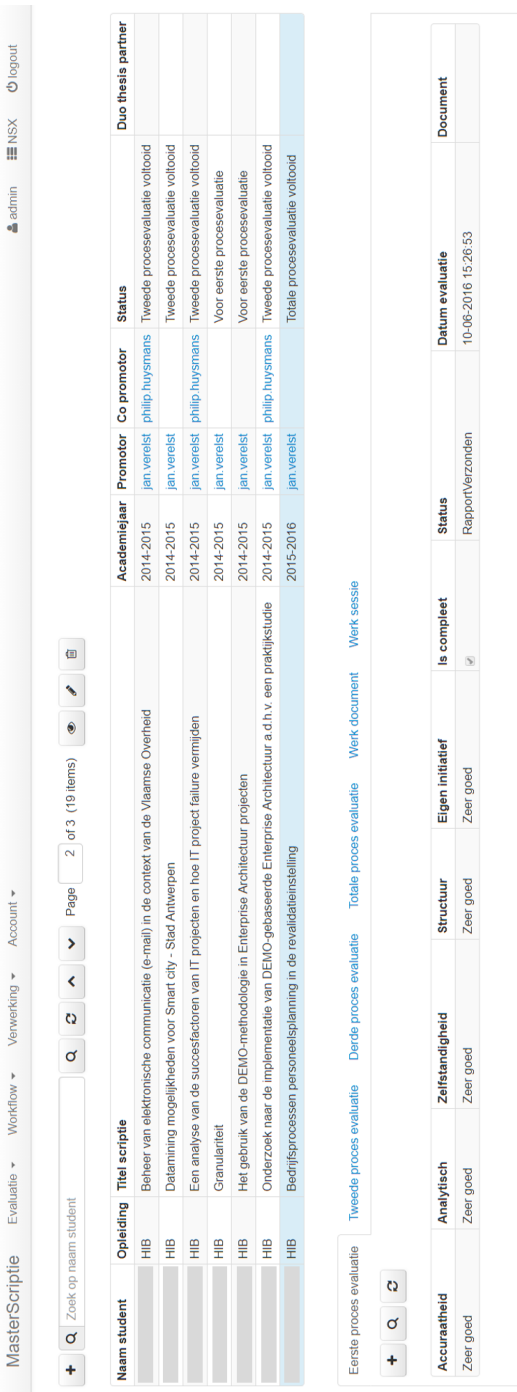 MasterScriptie Evaluatie Workflow Verwerking Account admin NSX logout
Zoek op naam student Page 2 of 3 (19 items)
Naam student Opleiding Titel scriptie Academiejaar Promotor Co promotor Status Duo thesis partner
HIB Beheer van elektronische communicatie (e-mail) in de context van de Vlaamse Overheid 2014-2015 jan.verelst philip.huysmans Tweede procesevaluatie voltooid
HIB Datamining mogelijkheden voor Smart city - Stad Antwerpen 2014-2015 jan.verelst Tweede procesevaluatie voltooid
HIB Een analyse van de succesfactoren van IT projecten en hoe IT project failure vermijden 2014-2015 jan.verelst philip.huysmans Tweede procesevaluatie voltooid
HIB Granulariteit 2014-2015 jan.verelst Voor eerste procesevaluatie
HIB Het gebruik van de DEMO-methodologie in Enterprise Architectuur projecten 2014-2015 jan.verelst Voor eerste procesevaluatie
HIB Onderzoek naar de implementatie van DEMO-gebaseerde Enterprise Architectuur a.d.h.v. een praktijkstudie 2014-2015 jan.verelst philip.huysmans Tweede procesevaluatie voltooid
HIB Bedrijfsprocessen personeelsplanning in de revalidatieinstelling 2015-2016 jan.verelst Totale procesevaluatie voltooid
Eerste proces evaluatie Tweede proces evaluatie Derde proces evaluatie Totale proces evaluatie Werk document Werk sessie
Accuraatheid Analytisch Zelfstandigheid Structuur Eigen initiatief Is compleet Status Datum evaluatie Document
Zeer goed Zeer goed Zeer goed Zeer goed Zeer goed RapportVerzonden 10-06-2016 15:26:53